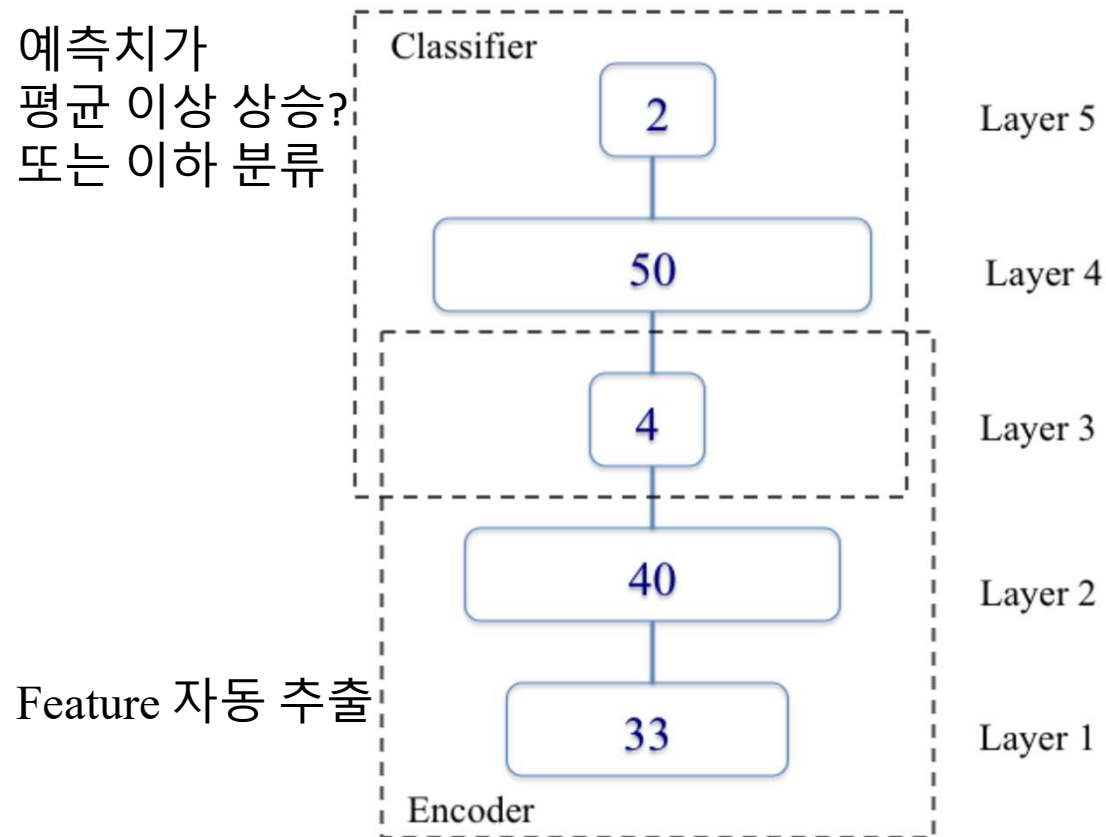 예측치가
평균 이상 상승?
또는 이하 분류
Classifier
2
Layer 5
50
Layer 4
4
Layer 3
40
Layer 2
Feature 자동 추출
33
Layer 1
Encoder